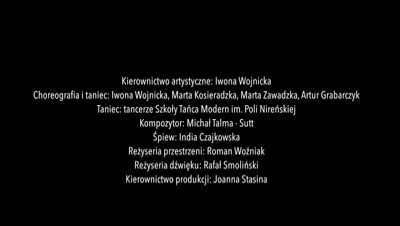 Kierownictwo artystyczne: Iwona Wojnicka
Choreografia i taniec: Iwona Wojnicka, Marta Kosieradzka, Marta Zawadzka, Artur Grabarczyk
Taniec: tancerze Szkoły Tańca Modern im. Poli Nireńskiej
Kompozytor: Michał Talma - Sutt
Śpiew: India Czajkowska
Reżyseria przestrzeni: Roman Woźniak
Reżyseria dźwięku: Rafał Smoliński
Kierownictwo produkcji: Joanna Stasina